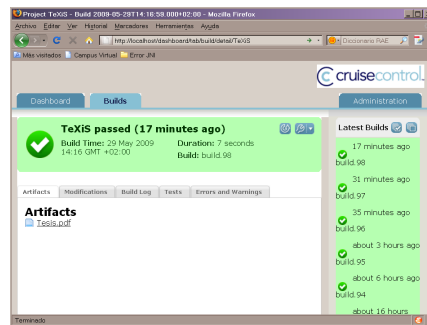 Project TeXiS - Build 2009-05-29T14:16:59.000+02:00 - Mozilla Firefox
Archivo Editar Ver Historial Marcadores Herramientas Ayuda
http://localhost/dashboard/tab/build/detail/TeXiS
Diccionario RAE
Más visitados Campus Virtual Error JNI
cruisecontrol
Dashboard Builds Administration
TeXiS passed (17 minutes ago)
Build Time: 29 May 2009
14:16 GMT +02:00
Duration: 7 seconds
Build: build.98
Artifacts Modifications Build Log Tests Errors and Warnings
Artifacts
Tesis.pdf
Latest Builds
17 minutes ago
build.98
31 minutes ago
build.97
35 minutes ago
build.96
about 3 hours ago
build.95
about 6 hours ago
build.94
about 16 hours
Terminado